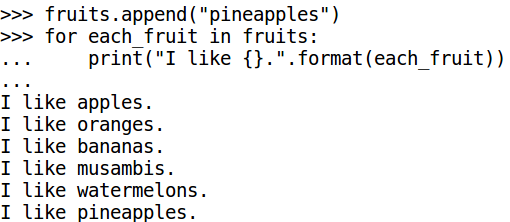 >>> fruits.append("pineapples")
>>> for each_fruit in fruits:
...     print("I like {}.".format(each_fruit))
...
I like apples.
I like oranges.
I like bananas.
I like musambis.
I like watermelons.
I like pineapples.